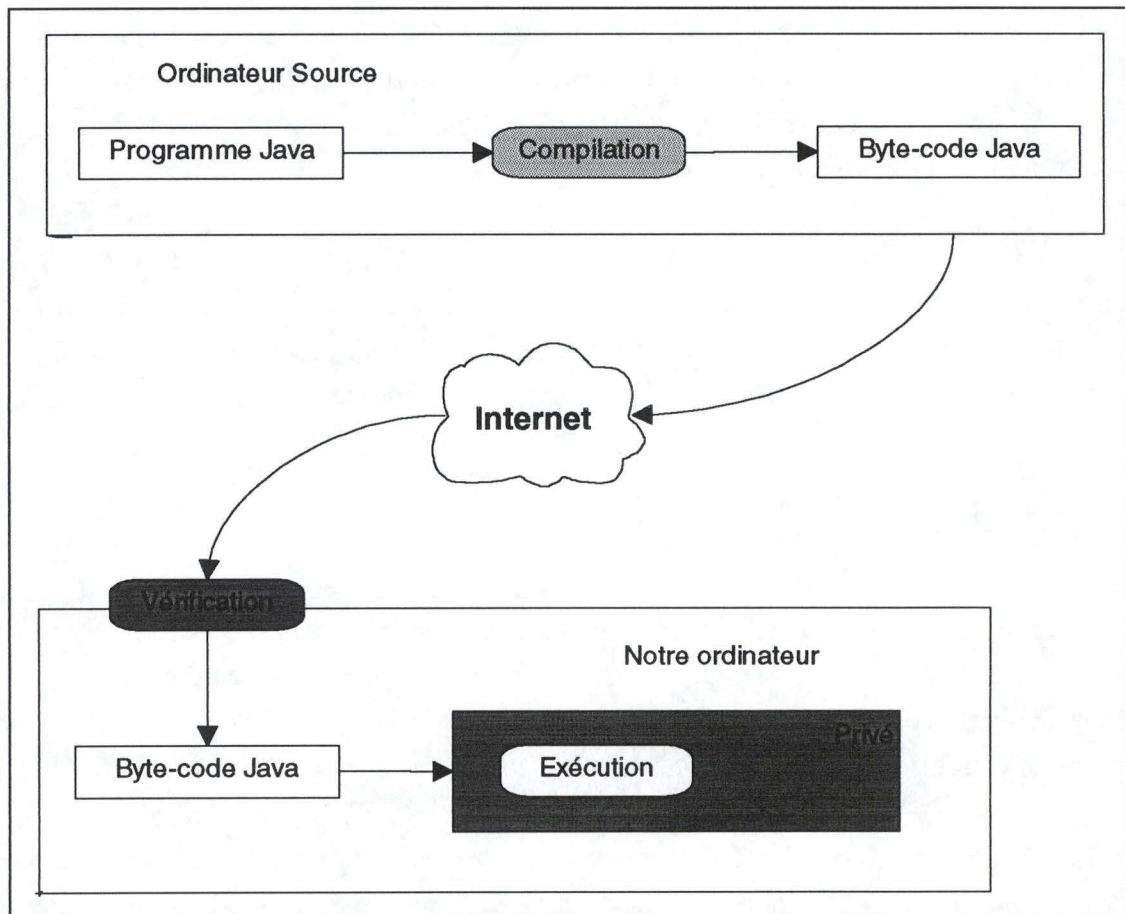 Ordinateur Source
Programme Java
Compilation
Byte-code Java
Internet
Vérification
Notre ordinateur
Privé
Byte-code Java
Exécution